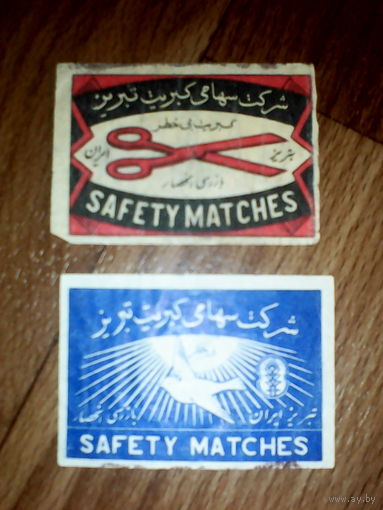 شرکت سهامی کبریت تبریز
کبریت بی خطر
تبریز
ایران
بازرسی انحصار
SAFETY MATCHES
شرکت سهامی کبریت تبریز
تبریز ایران
بازرسی انحصار
SAFETY MATCHES
www.ay.by